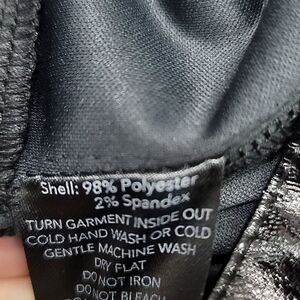 Shell: 98% Polyester
2% Spandex
TURN GARMENT INSIDE OUT
COLD HAND WASH OR COLD
GENTLE MACHINE WASH
DRY FLAT
DO NOT IRON
DO NOT BLEACH